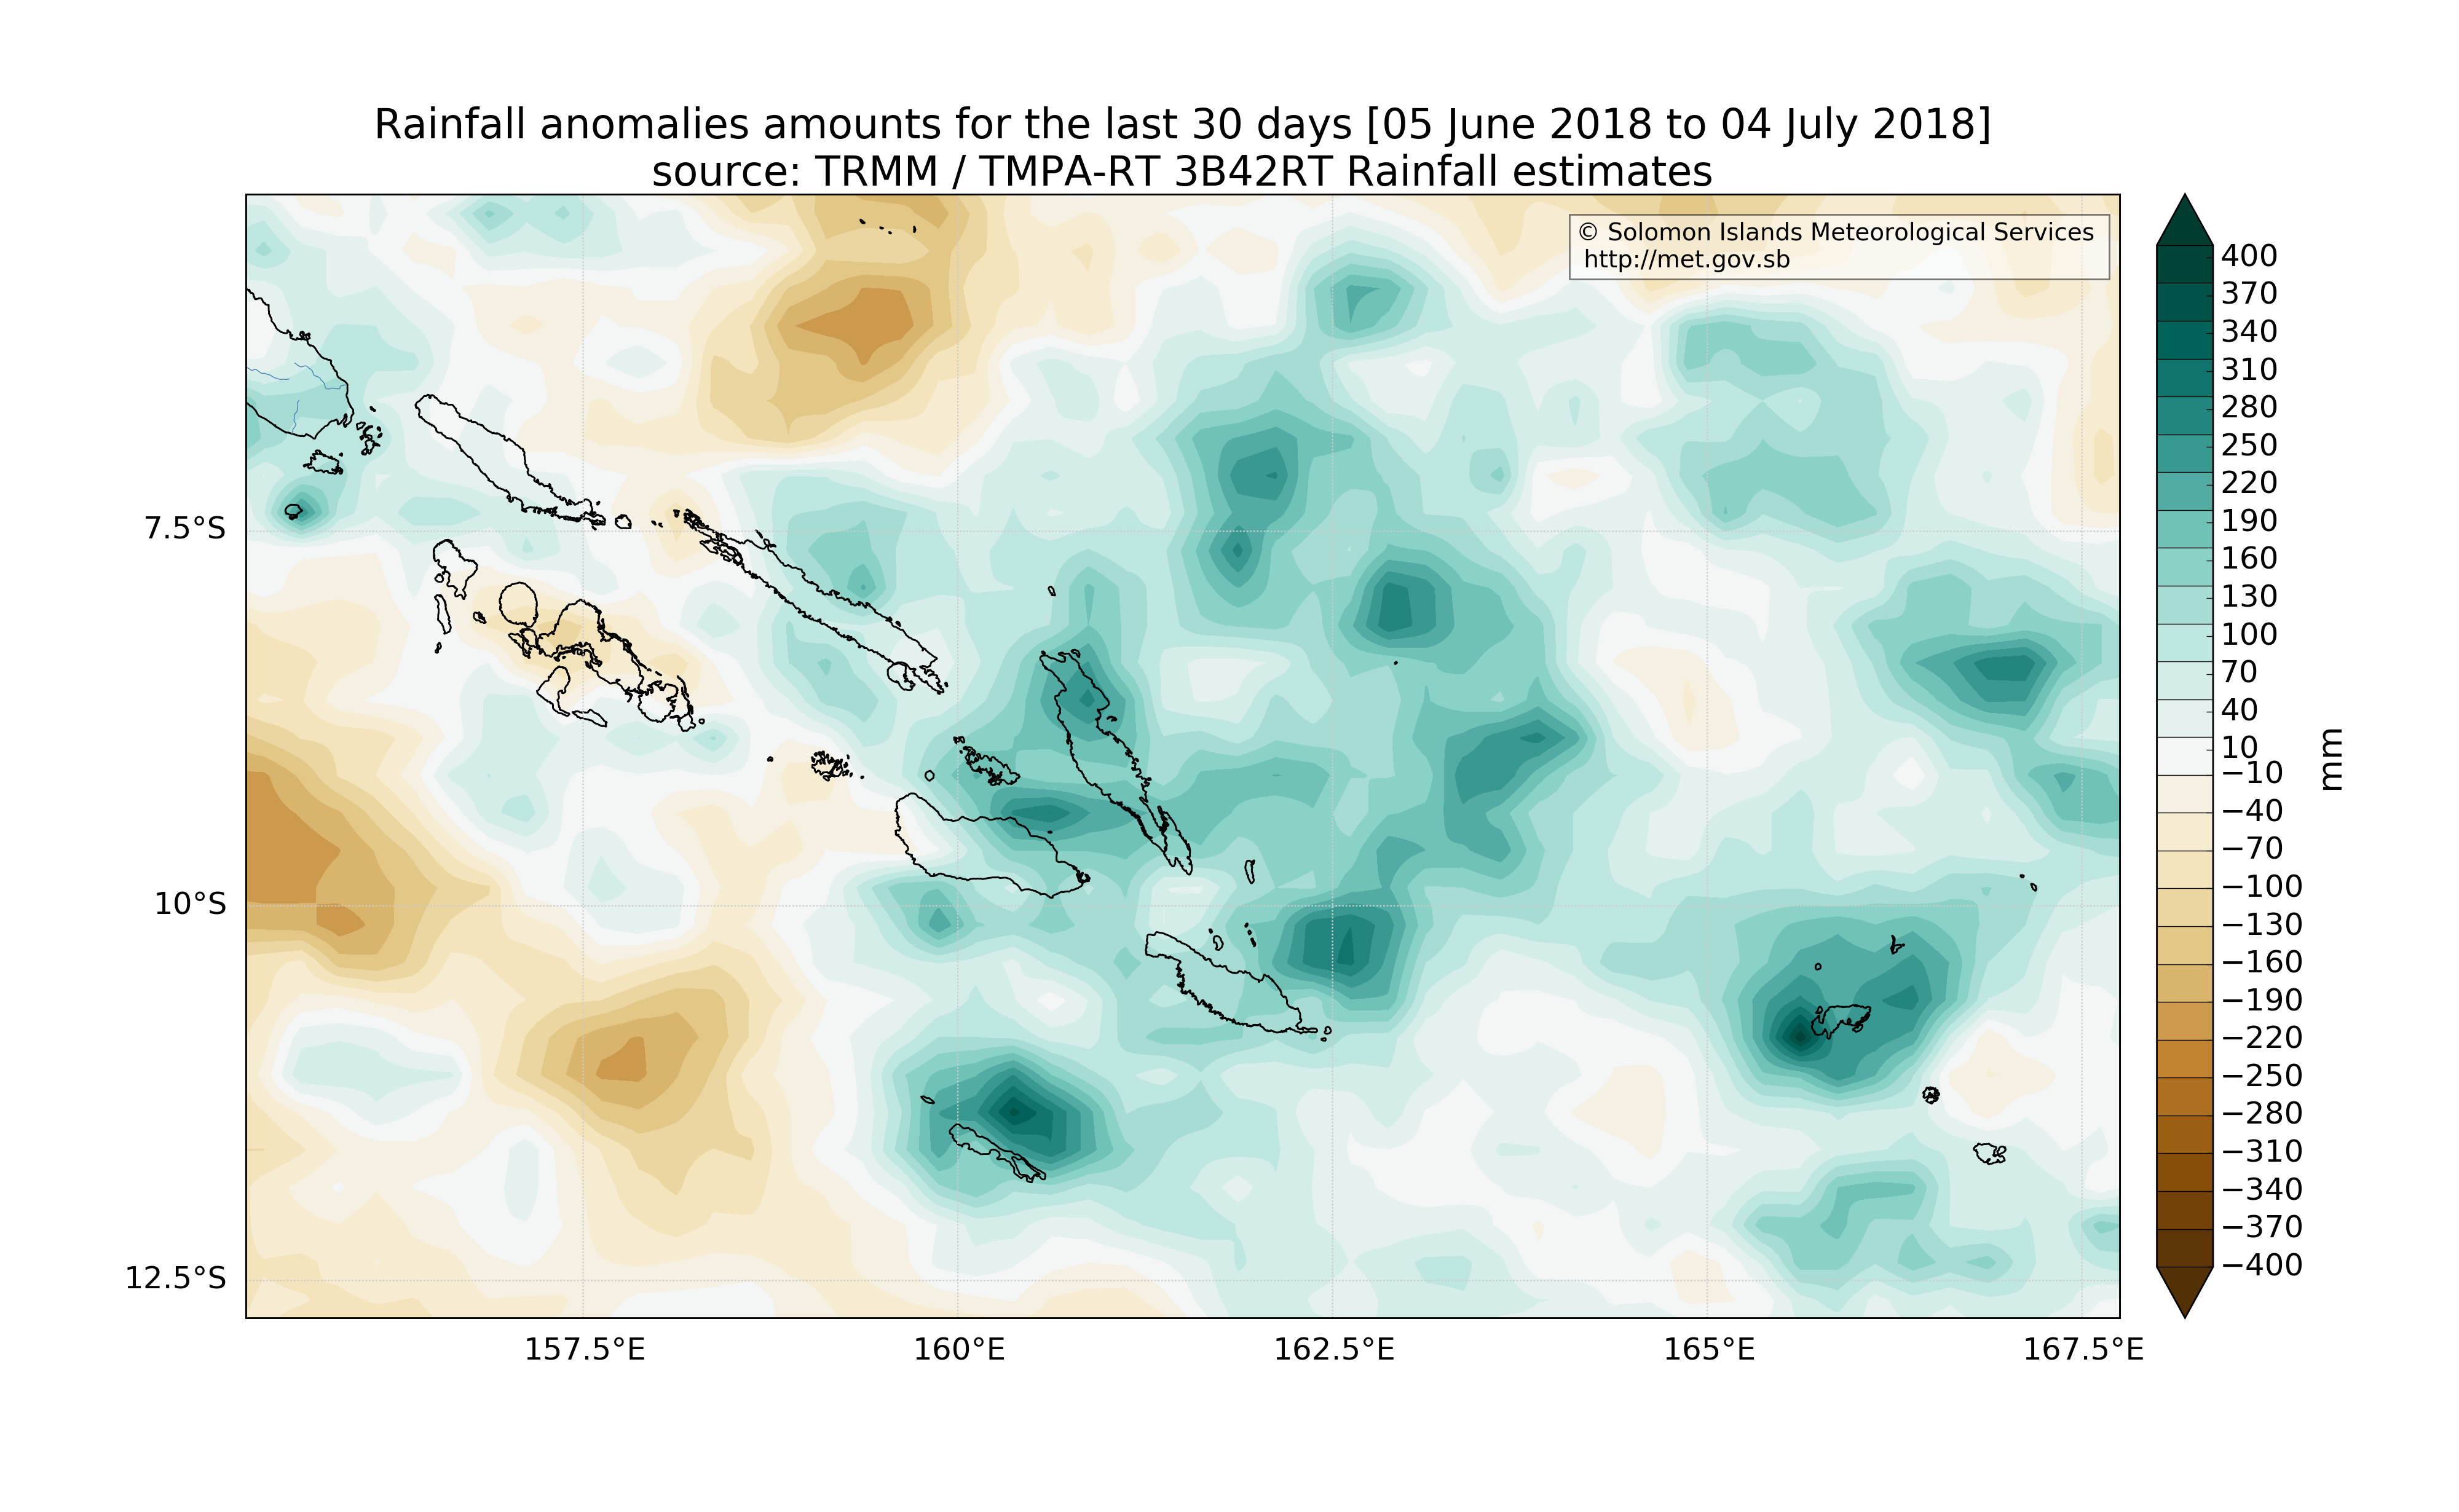 Rainfall anomalies amounts for the last 30 days [05 June 2018 to 04 July 2018]
source: TRMM / TMPA-RT 3B42RT Rainfall estimates
© Solomon Islands Meteorological Services
http://met.gov.sb
7.5°S
10°S
12.5°S
157.5°E
160°E
162.5°E
165°E
167.5°E
400
370
340
310
280
250
220
190
160
130
100
70
40
10
−10
−40
−70
−100
−130
−160
−190
−220
−250
−280
−310
−340
−370
−400
mm